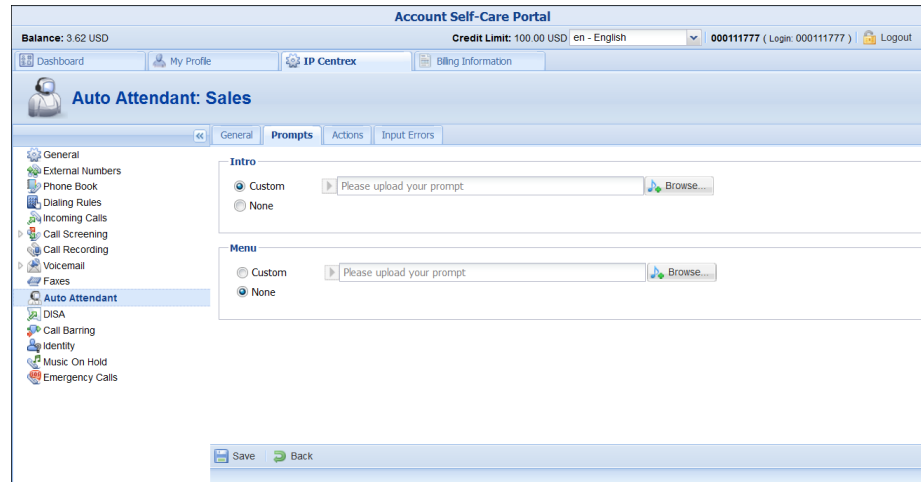 Account Self-Care Portal
Balance: 3.62 USD Credit Limit: 100.00 USD en - English 000111777 ( Login: 000111777 ) Logout
Dashboard My Profile IP Centrex Billing Information
Auto Attendant: Sales
« General Prompts Actions Input Errors
General
External Numbers
Phone Book
Dialing Rules
Incoming Calls
Call Screening
Call Recording
Voicemail
Faxes
Auto Attendant
DISA
Call Barring
Identity
Music On Hold
Emergency Calls
Intro
Custom Please upload your prompt Browse...
None
Menu
Custom Please upload your prompt Browse...
None
Save Back